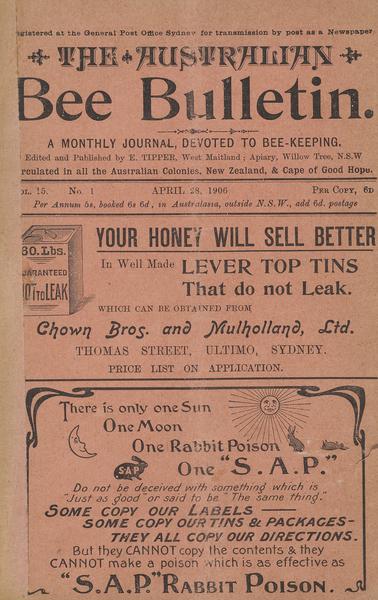 gistered at the General Post Office Sydney for transmission by post as a Newspaper
THE AUSTRALIAN
Bee Bulletin.
A MONTHLY JOURNAL, DEVOTED TO BEE-KEEPING.
Edited and Published by E. TIPPER, West Maitland; Apiary, Willow Tree, N.S.W
rculated in all the Australian Colonies, New Zealand, & Cape of Good Hope.
OL. 15. No. 1 APRIL 28, 1906 PER COPY, 6D
Per Annum 5s, booked 6s 6d, in Australasia, outside N.S.W., add 6d. postage
60.Lbs.
UARANTEED
NOT TO LEAK
YOUR HONEY WILL SELL BETTER
In Well Made LEVER TOP TINS
That do not Leak.
WHICH CAN BE OBTAINED FROM
Chown Bros. and Mulholland, Ltd.
THOMAS STREET, ULTIMO, SYDNEY.
PRICE LIST ON APPLICATION.
There is only one Sun
One Moon
One Rabbit Poison
S.A.P
One "S.A.P."
Do not be deceived with something which is
"Just as good" or said to be "The same thing."
SOME COPY OUR LABELS —
SOME COPY OUR TINS & PACKAGES-
THEY ALL COPY OUR DIRECTIONS.
But they CANNOT copy the contents & they
CANNOT make a poison which is as effective as
"S.A.P." RABBIT POISON.